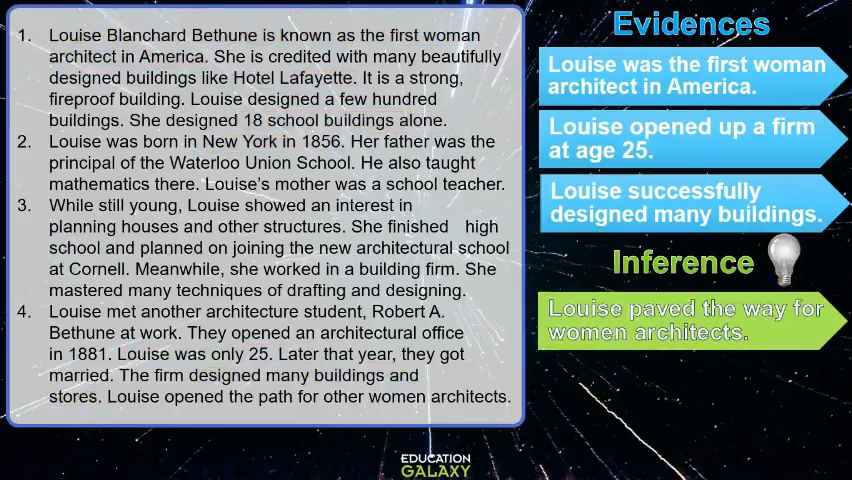 1. Louise Blanchard Bethune is known as the first woman
architect in America. She is credited with many beautifully
designed buildings like Hotel Lafayette. It is a strong,
fireproof building. Louise designed a few hundred
buildings. She designed 18 school buildings alone.
2. Louise was born in New York in 1856. Her father was the
principal of the Waterloo Union School. He also taught
mathematics there. Louise's mother was a school teacher.
3. While still young, Louise showed an interest in
planning houses and other structures. She finished high
school and planned on joining the new architectural school
at Cornell. Meanwhile, she worked in a building firm. She
mastered many techniques of drafting and designing.
4. Louise met another architecture student, Robert A.
Bethune at work. They opened an architectural office
in 1881. Louise was only 25. Later that year, they got
married. The firm designed many buildings and
stores. Louise opened the path for other women architects.
Evidences
Louise was the first woman
architect in America.
Louise opened up a firm
at age 25.
Louise successfully
designed many buildings.
Inference
Louise paved the way for
women architects.
EDUCATION
GALAXY